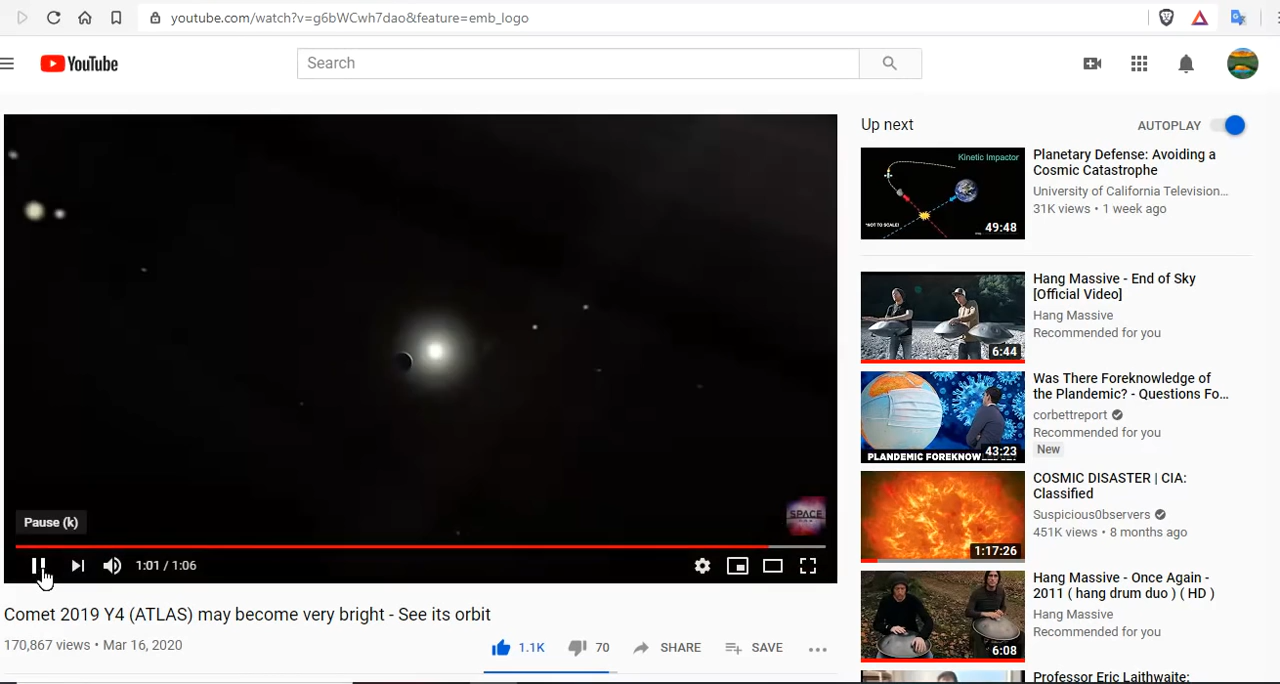 youtube.com/watch?v=g6bWCwh7dao&feature=emb_logo
YouTube
Search
Up next
AUTOPLAY
Kinetic Impactor
*NOT TO SCALE!
49:48
Planetary Defense: Avoiding a
Cosmic Catastrophe
University of California Television...
31K views • 1 week ago
6:44
Hang Massive - End of Sky
[Official Video]
Hang Massive
Recommended for you
PLANDEMIC FOREKNOW
43:23
Was There Foreknowledge of
the Plandemic? - Questions Fo...
corbettreport
Recommended for you
New
1:17:26
COSMIC DISASTER | CIA:
Classified
Suspicious0bservers
451K views • 8 months ago
6:08
Hang Massive - Once Again -
2011 ( hang drum duo ) ( HD )
Hang Massive
Recommended for you
Professor Eric Laithwaite:
SPACE
Pause (k)
1:01 / 1:06
Comet 2019 Y4 (ATLAS) may become very bright - See its orbit
170,867 views • Mar 16, 2020
1.1K
70
SHARE
SAVE